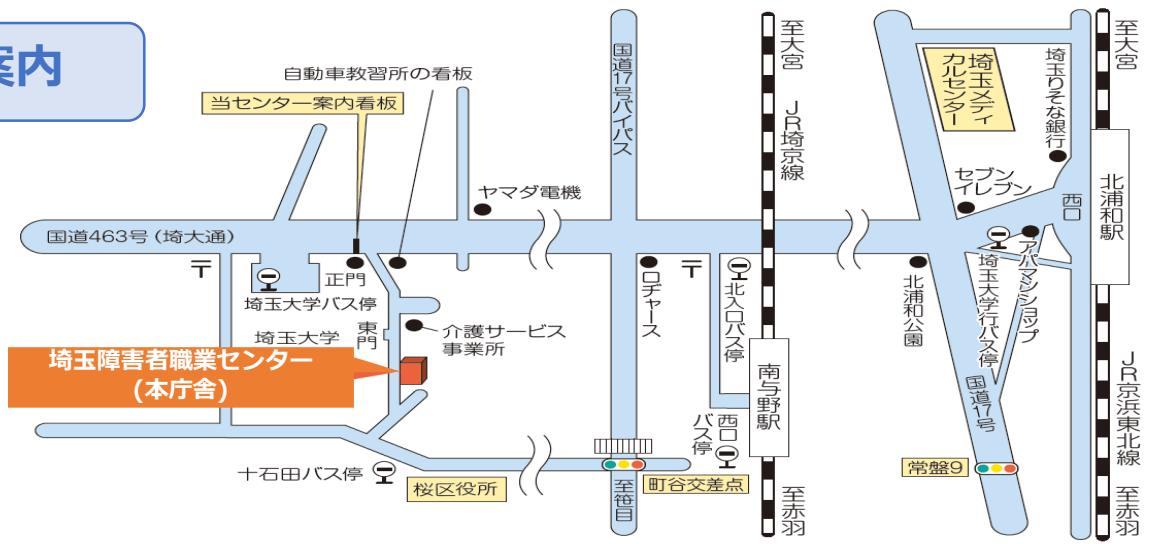 案内
自動車教習所の看板
当センター案内看板
国道17号バイパス
至大宮
JR埼京線
埼玉メディ
カルセンター
埼玉りそな銀行
至大宮
ヤマダ電機
セブン
イレブン
西口
北浦和駅
国道463号(埼大通)
〒
正門
埼玉大学バス停
埼玉大学
東門
介護サービス
事業所
ロヂャース
〒
北入口バス停
北浦和公園
埼玉大学行バス停
アパマンショップ
埼玉障害者職業センター
(本庁舎)
南与野駅
国道17号
JR京浜東北線
西口
バス停
十石田バス停
桜区役所
至笹目
町谷交差点
至赤羽
常盤9
至赤羽